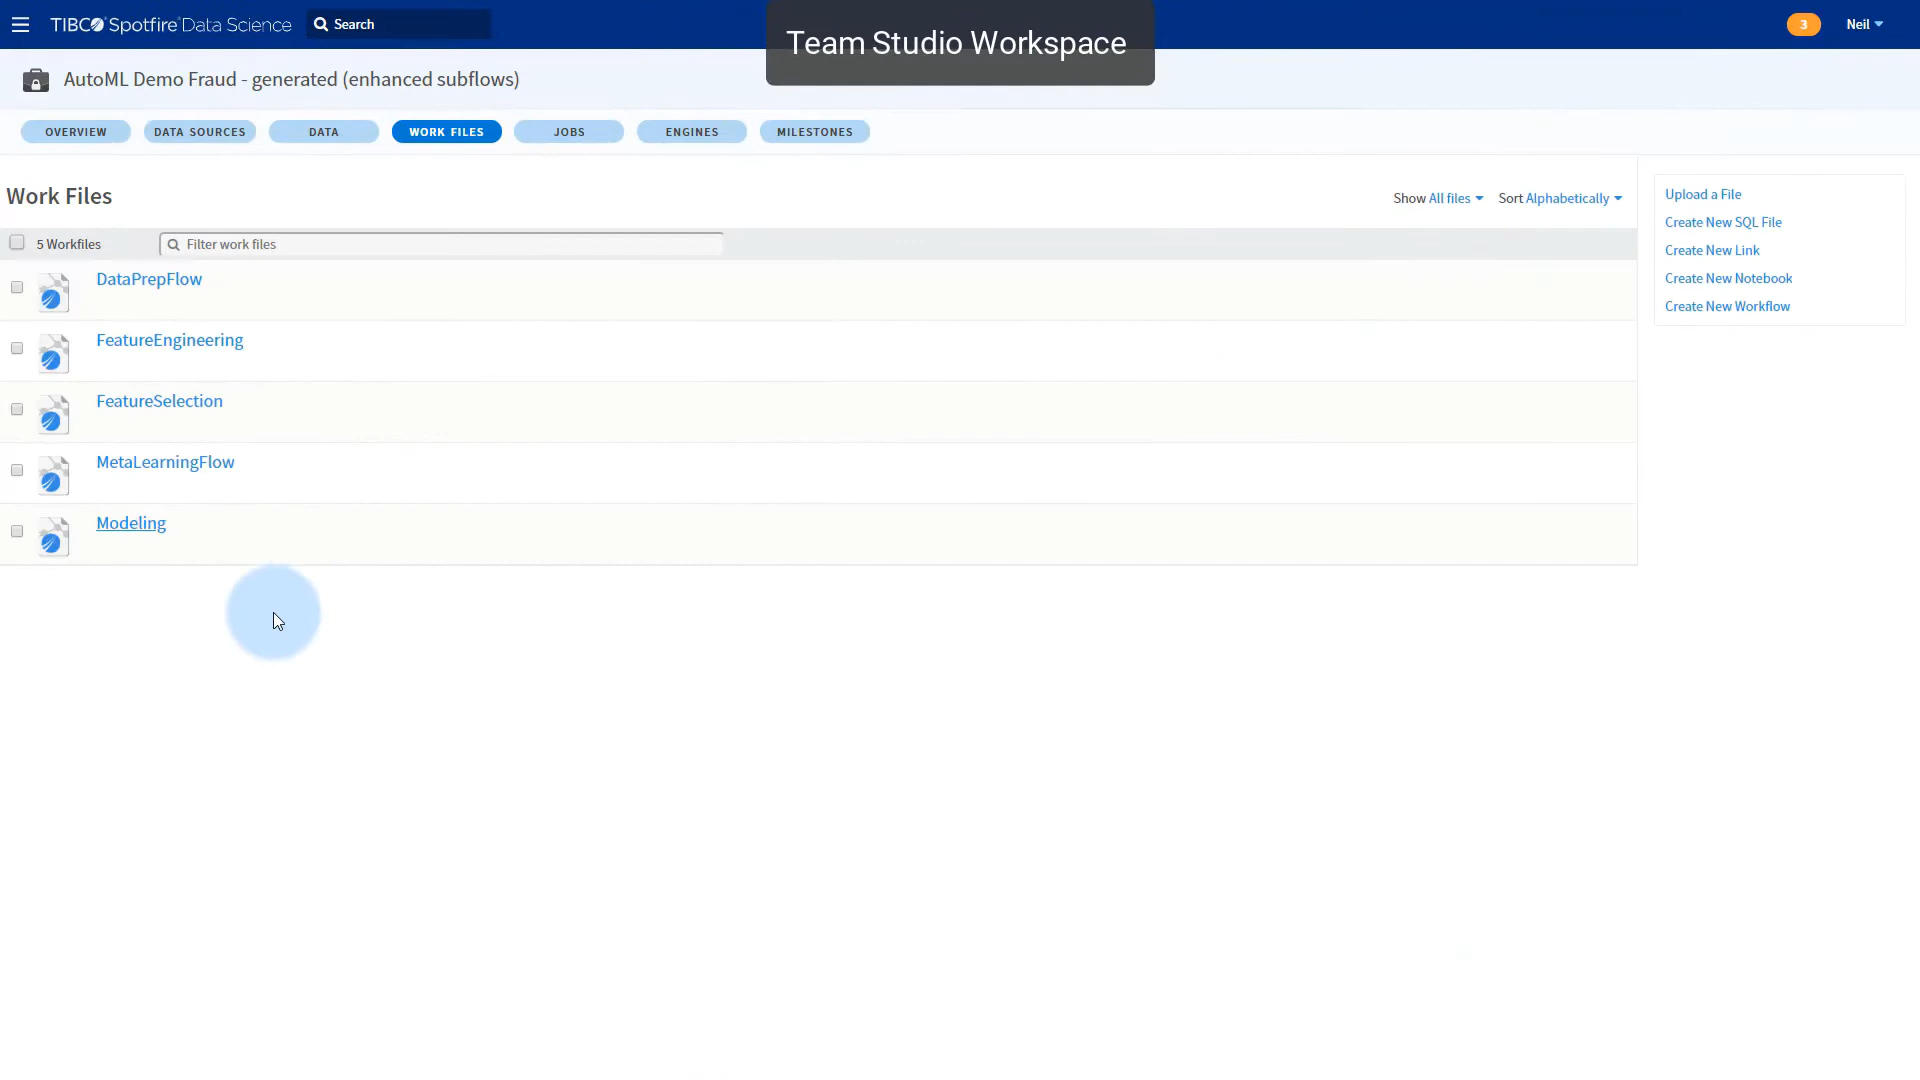 TIBCO Spotfire Data Science
Search
Team Studio Workspace
3
Neil
AutoML Demo Fraud - generated (enhanced subflows)
OVERVIEW
DATA SOURCES
DATA
WORK FILES
JOBS
ENGINES
MILESTONES
Work Files
Show All files
Sort Alphabetically
5 Workfiles
Filter work files
DataPrepFlow
FeatureEngineering
FeatureSelection
MetaLearningFlow
Modeling
Upload a File
Create New SQL File
Create New Link
Create New Notebook
Create New Workflow